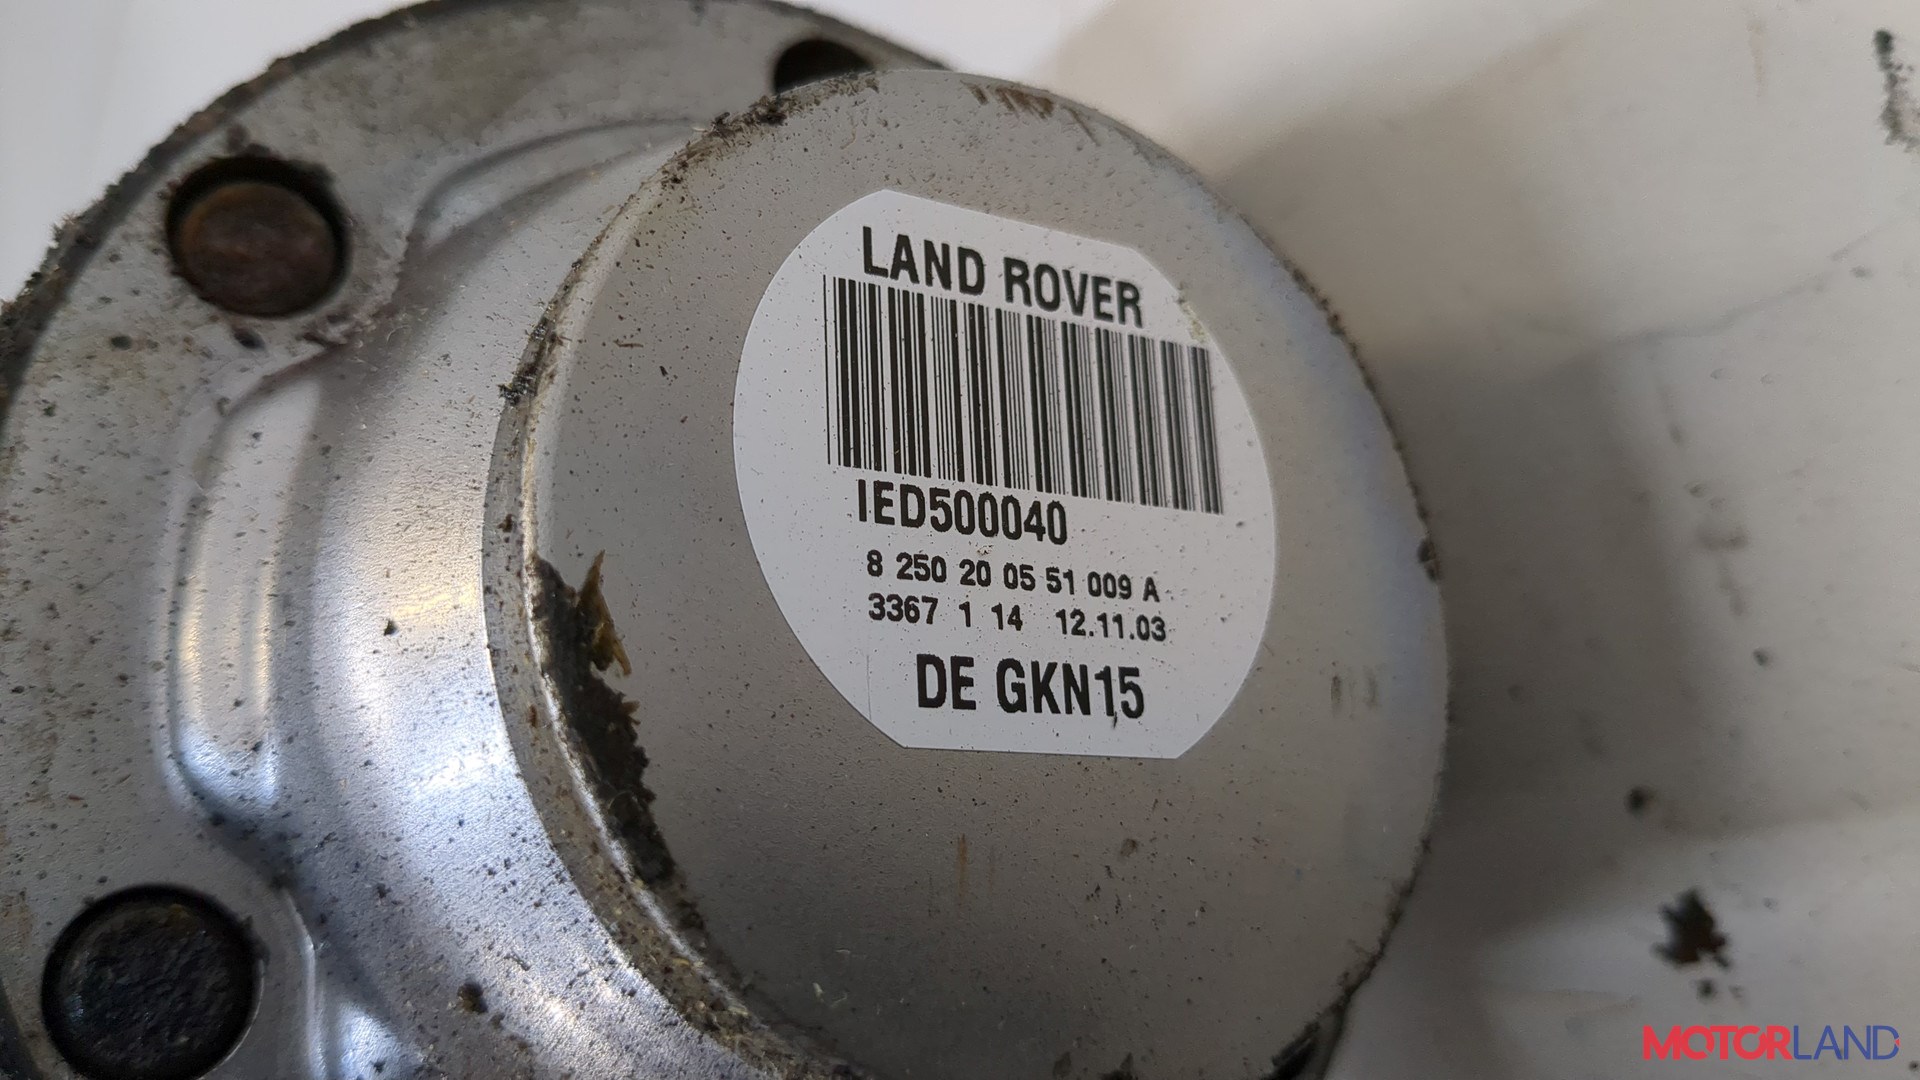 LAND ROVER
IED500040
8 250 20 05 51 009 A
3367 1 14 12.11.03
DE GKN15
MOTORLAND